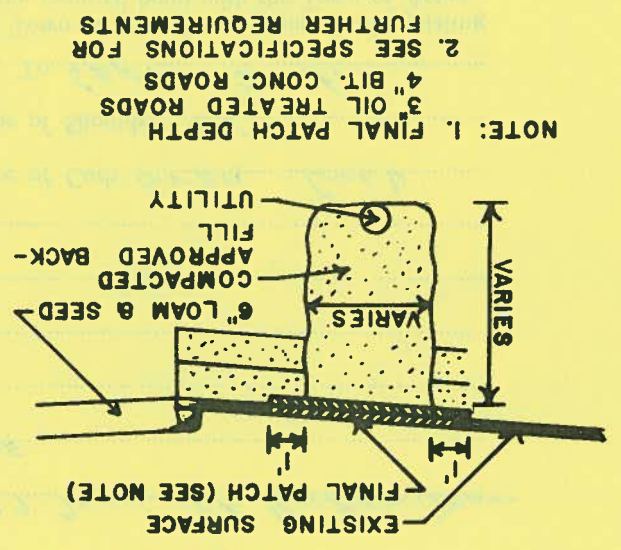 EXISTING SURFACE
FINAL PATCH (SEE NOTE)
1'
1'
6" LOAM & SEED
VARIES
COMPACTED
APPROVED BACK-
FILL
UTILITY
VARIES
NOTE: 1. FINAL PATCH DEPTH
3" OIL TREATED ROADS
4" BIT. CONC. ROADS
2. SEE SPECIFICATIONS FOR
FURTHER REQUIREMENTS